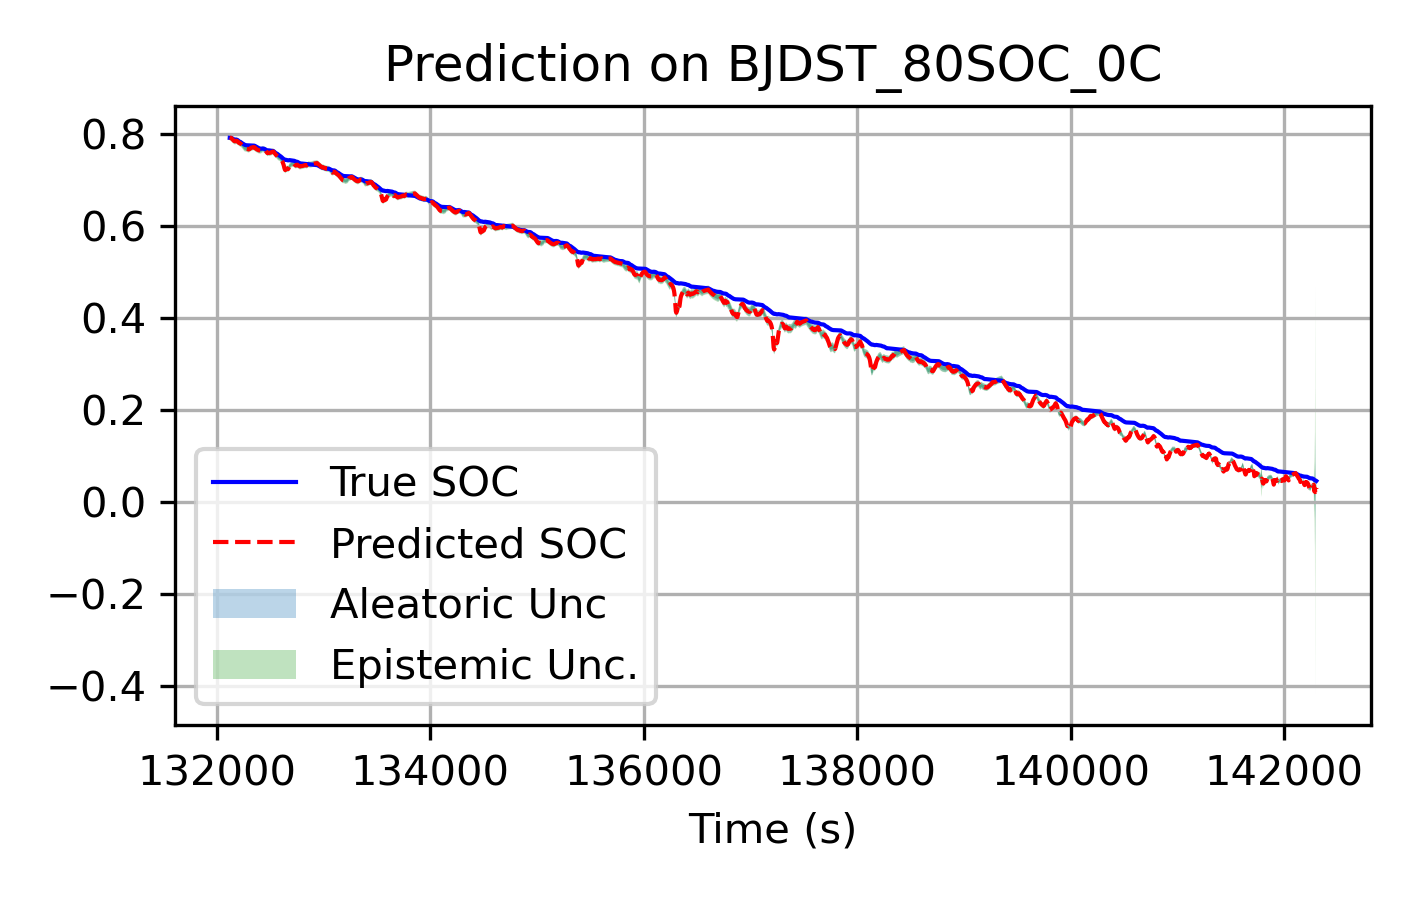 Prediction on BJDST_80SOC_0C
0.8
0.6
0.4
0.2
0.0
−0.2
−0.4
True SOC
Predicted SOC
Aleatoric Unc
Epistemic Unc.
132000 134000 136000 138000 140000 142000
Time (s)